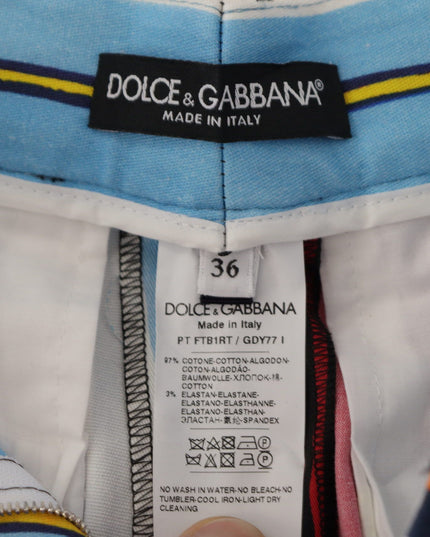 DOLCE & GABBANA®
MADE IN ITALY
36
DOLCE & GABBANA
Made in Italy
PT FTB1RT / GDY77 I
97% COTONE-COTTON-ALGODON-
COTON-ALGODÃO-
BAUMWOLLE-ХЛОПОК-棉-
COTTON
3% ELASTAN-ELASTANE-
ELASTANO-ELASTHANNE-
ELASTANO-ELASTHAN-
ЭЛАСТАН-氨纶-SPANDEX
NO WASH IN WATER-NO BLEACH-NO
TUMBLER-COOL IRON-LIGHT DRY
CLEANING